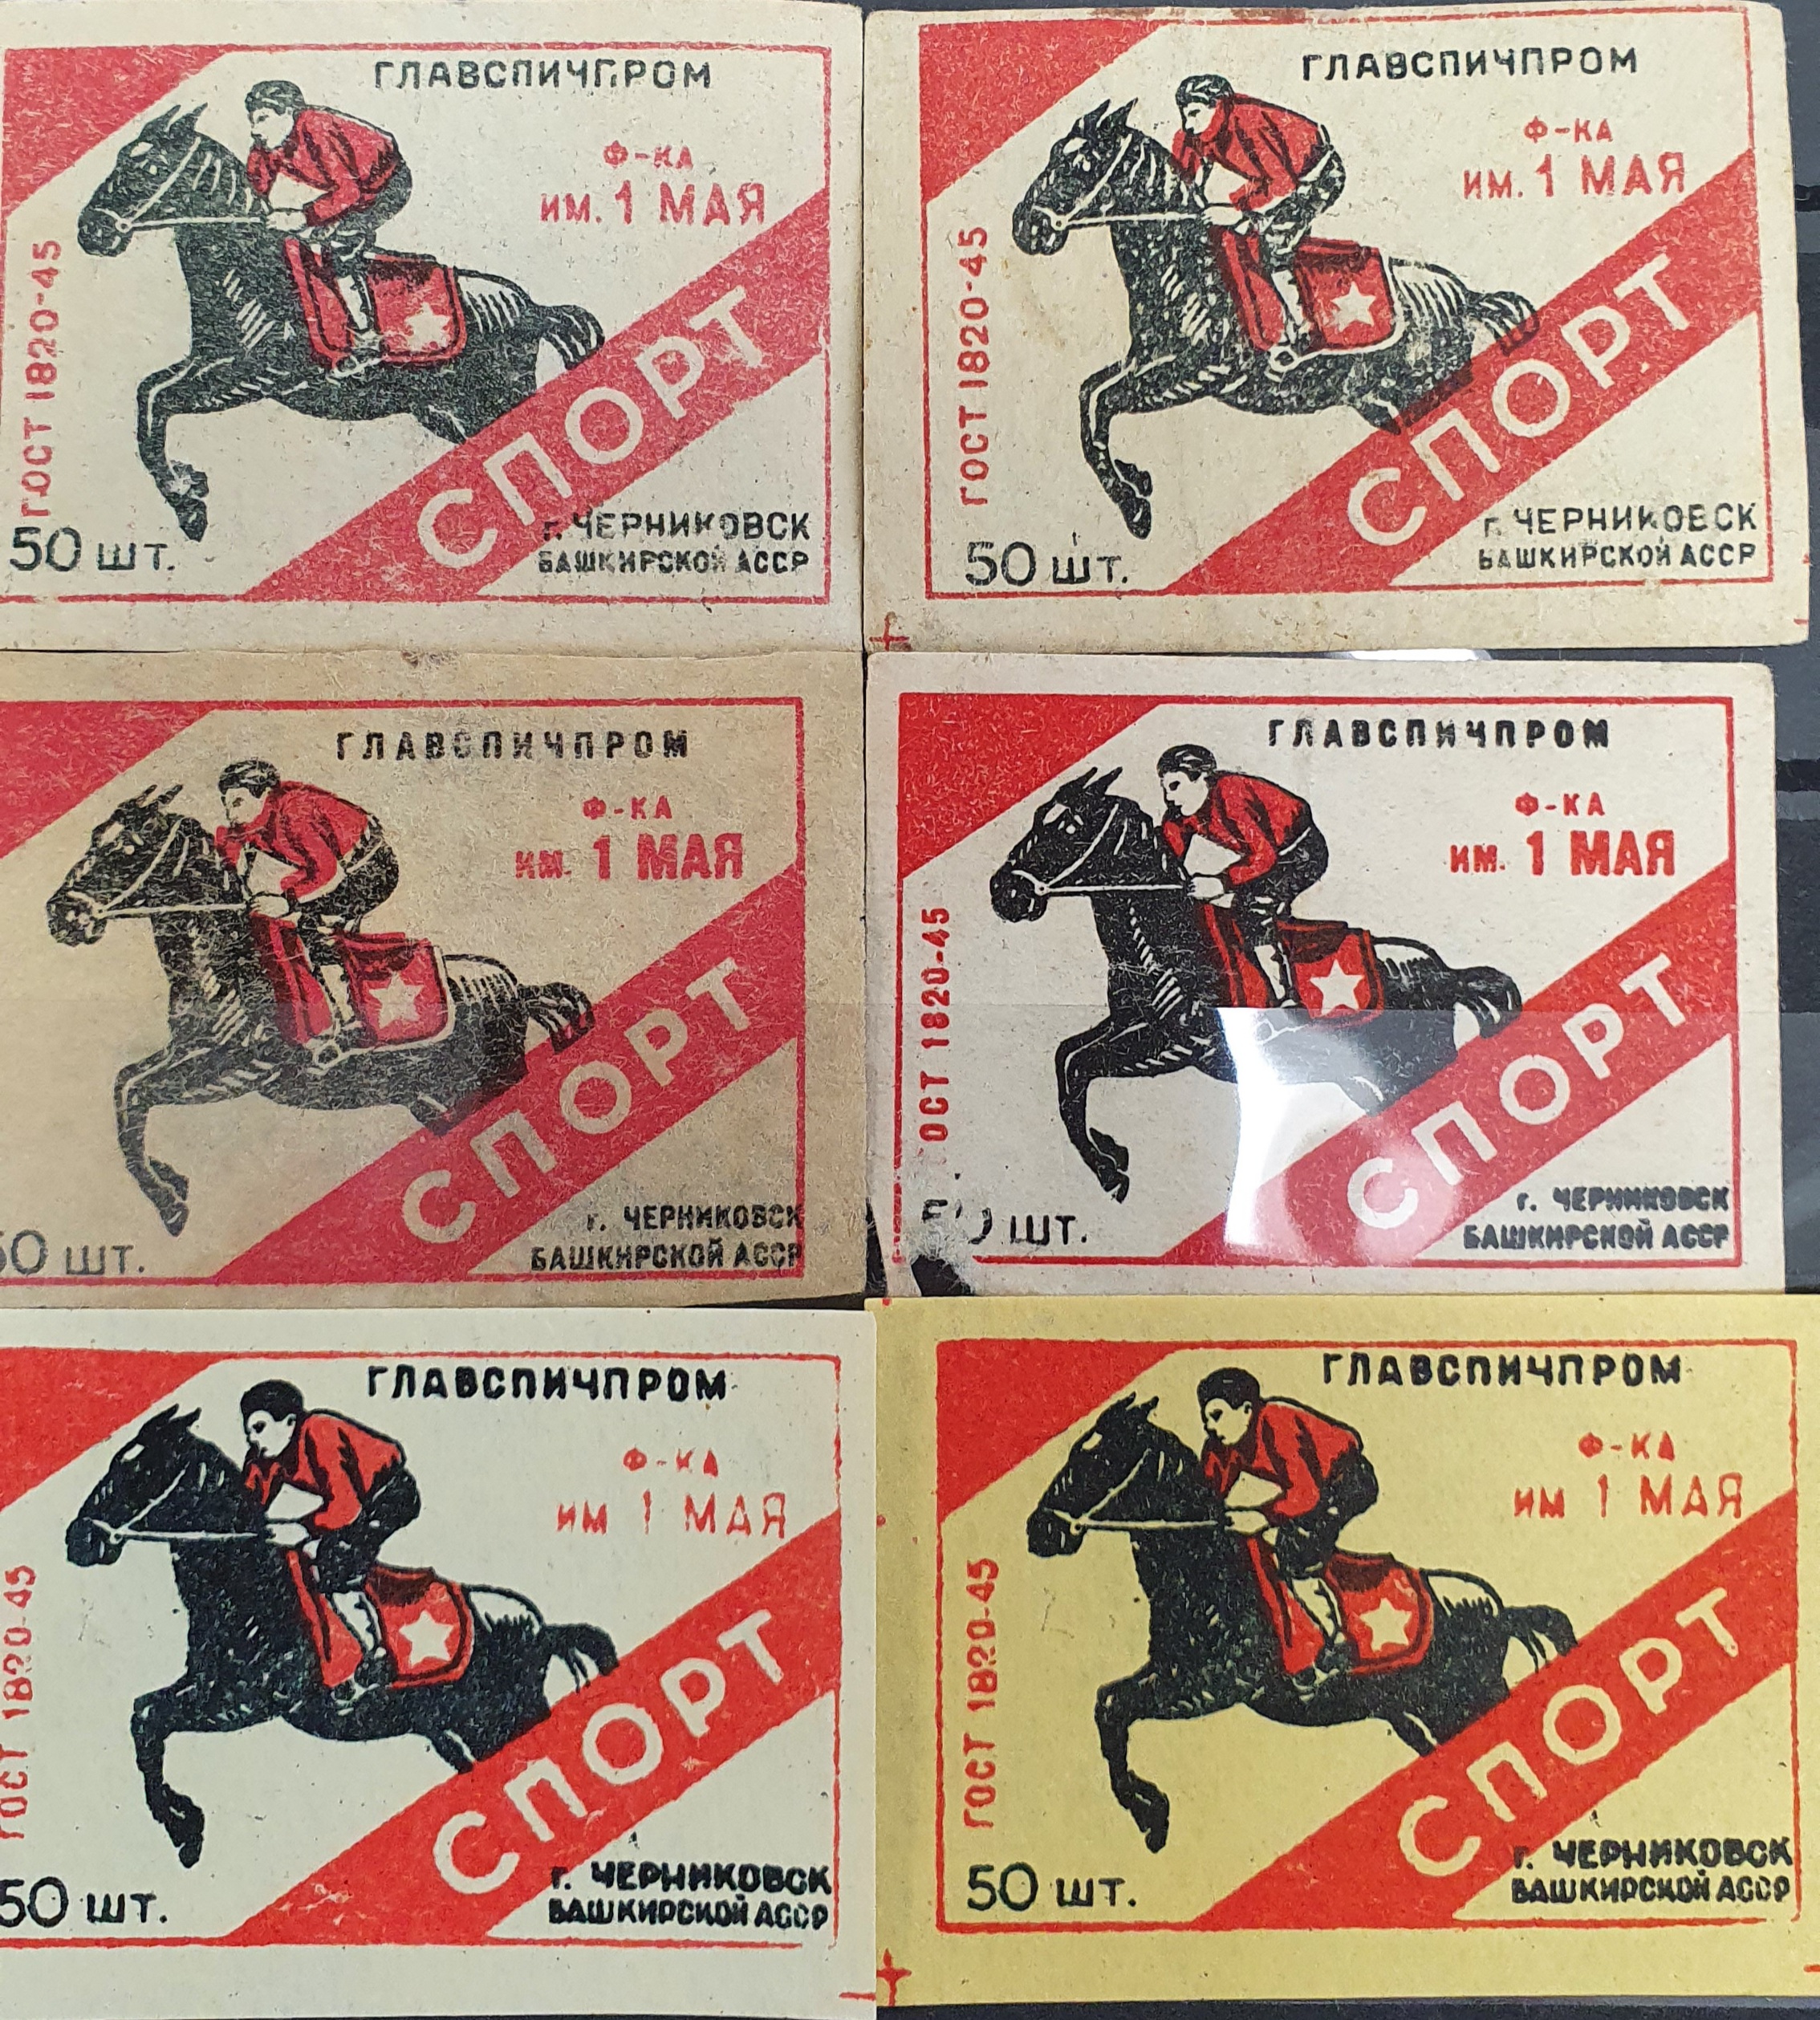 ГЛАВСПИЧПРОМ
Ф-КА
им. 1 МАЯ
ГОСТ 1820-45
СПОРТ
50 шт.
г. ЧЕРНИКОВСК
БАШКИРСКОЙ АССР
ГЛАВСПИЧПРОМ
Ф-КА
им. 1 МАЯ
ГОСТ 1820-45
СПОРТ
50 шт.
г. ЧЕРНИКОВСК
БАШКИРСКОЙ АССР
ГЛАВСПИЧПРОМ
Ф-КА
им. 1 МАЯ
СПОРТ
50 шт.
г. ЧЕРНИКОВСК
БАШКИРСКОЙ АССР
ГЛАВСПИЧПРОМ
Ф-КА
им. 1 МАЯ
ГОСТ 1820-45
СПОРТ
50 шт.
г. ЧЕРНИКОВСК
БАШКИРСКОЙ АССР
ГЛАВСПИЧПРОМ
Ф-КА
им 1 МАЯ
ГОСТ 1820-45
СПОРТ
50 шт.
г. ЧЕРНИКОВСК
БАШКИРСКОЙ АССР
ГЛАВСПИЧПРОМ
Ф-КА
им 1 МАЯ
ГОСТ 1820-45
СПОРТ
50 шт.
г. ЧЕРНИКОВСК
БАШКИРСКОЙ АССР